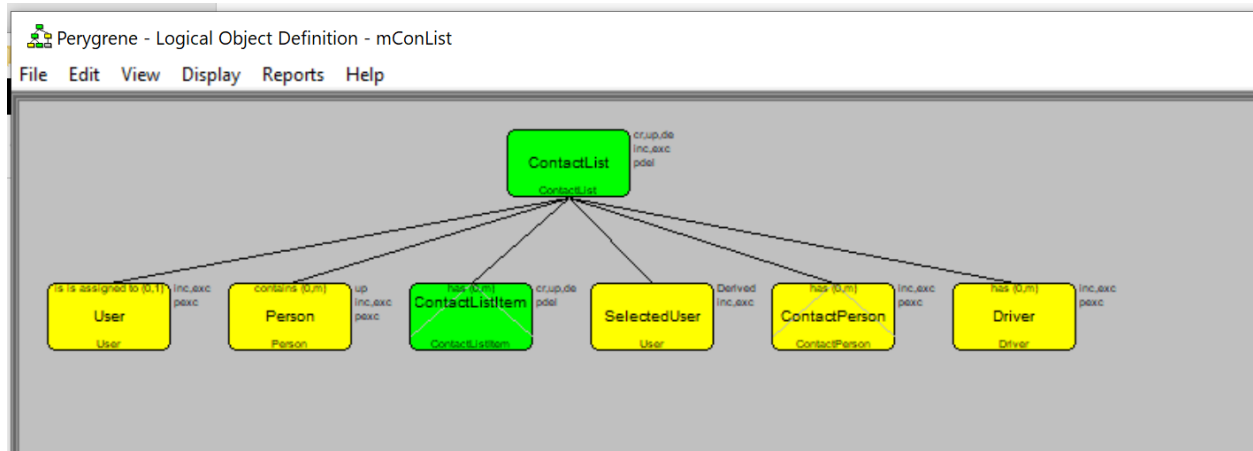 Perygrene - Logical Object Definition - mConList
File Edit View Display Reports Help
ContactList
ContactList
cr,up,de
inc,exc
pdel
is is assigned to (0,1)
User
User
inc,exc
pexc
contains (0,m)
Person
Person
up
inc,exc
pexc
has (0,m)
ContactListItem
ContactListItem
cr,up,de
pdel
SelectedUser
User
Derived
inc,exc
has (0,m)
ContactPerson
ContactPerson
inc,exc
pexc
has (0,m)
Driver
Driver
inc,exc
pexc